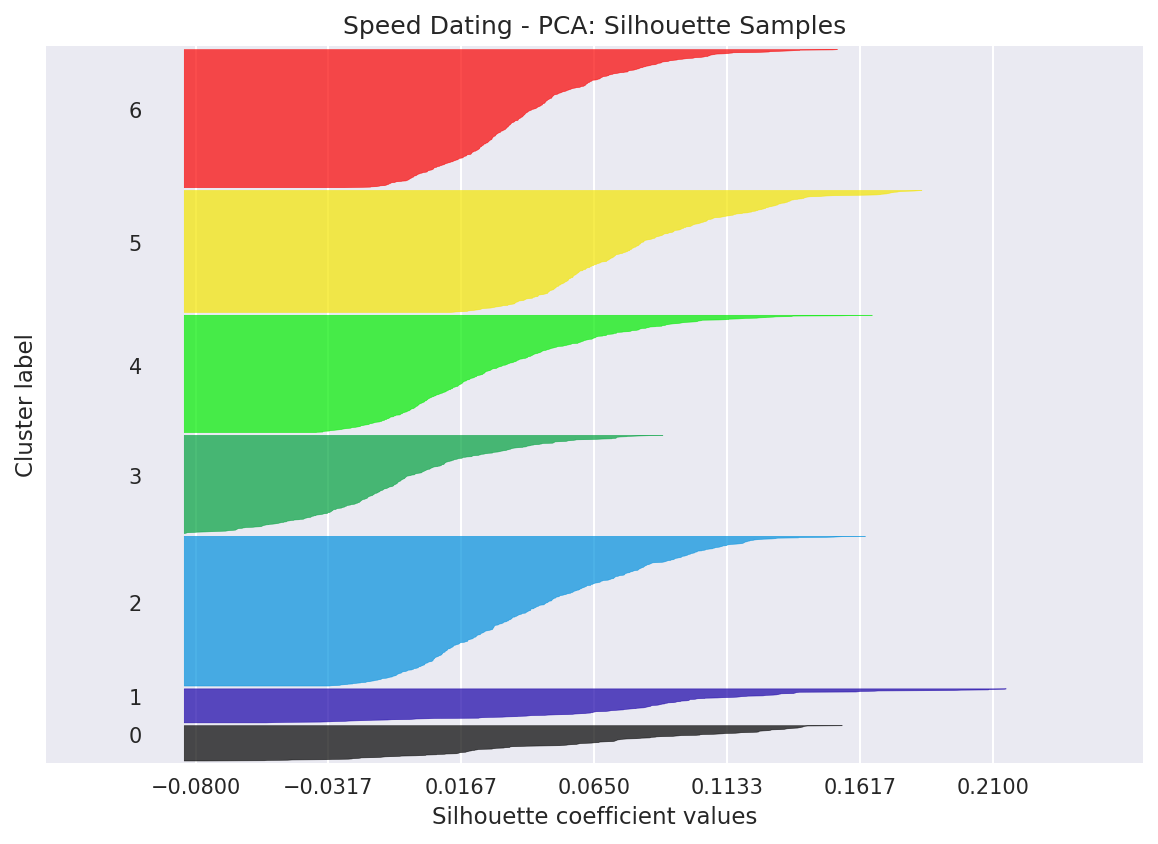 Speed Dating - PCA: Silhouette Samples
6
5
4
3
2
1
0
Cluster label
−0.0800 −0.0317 0.0167 0.0650 0.1133 0.1617 0.2100
Silhouette coefficient values